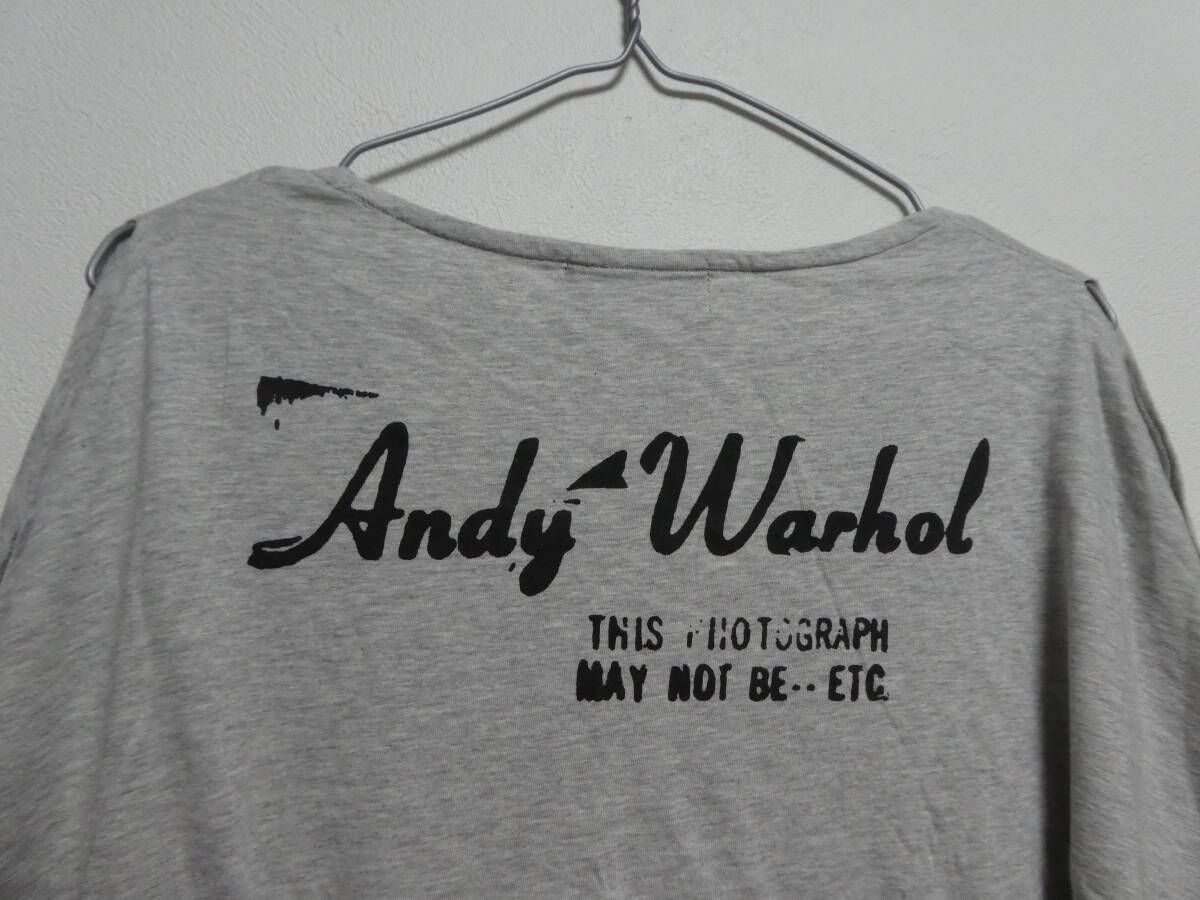 Andy Warhol
THIS PHOTOGRAPH
MAY NOT BE·· ETC